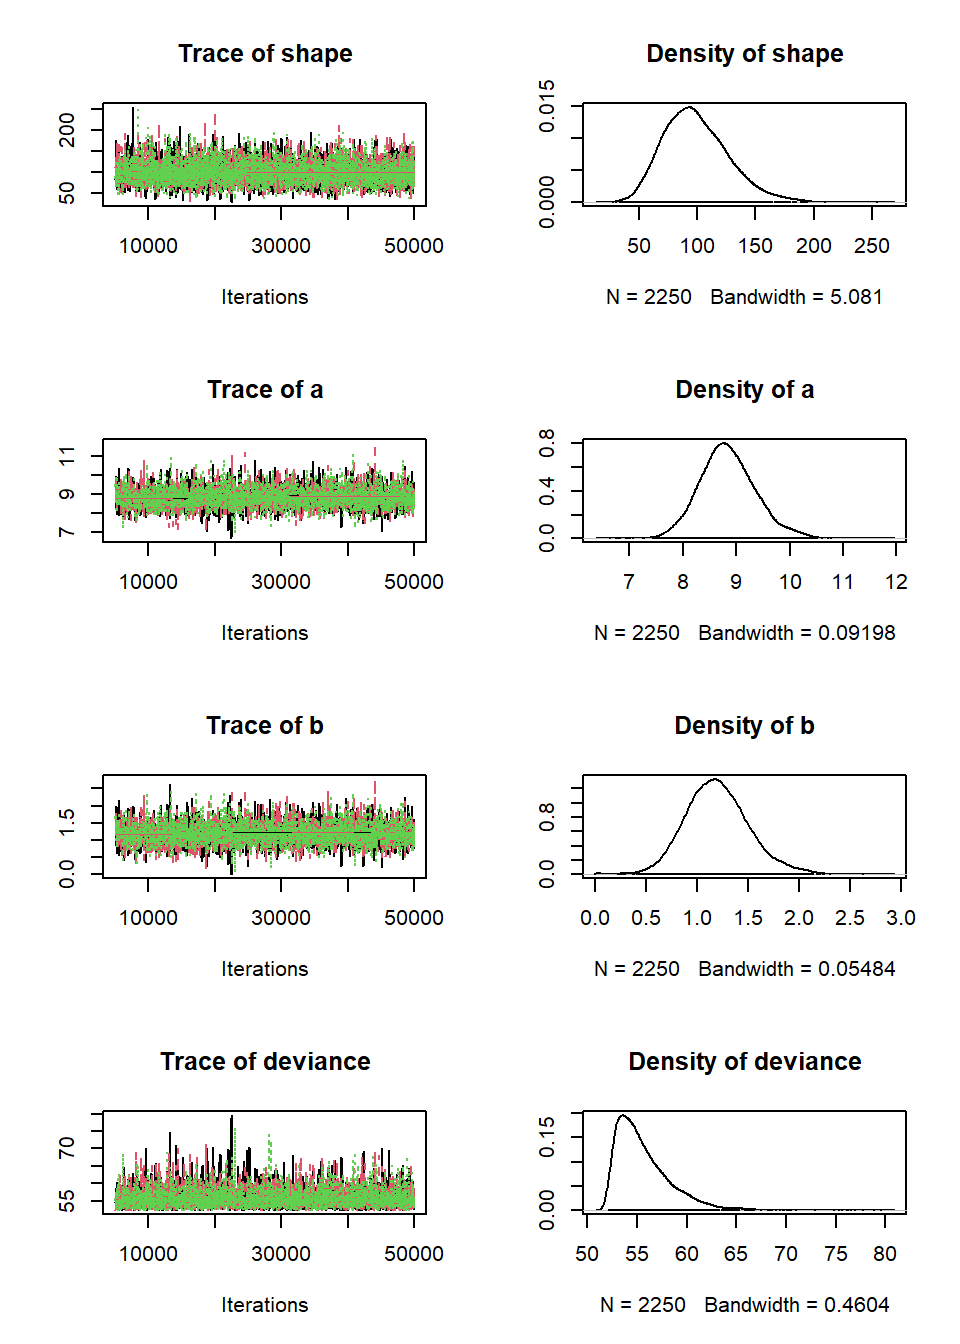 Trace of shape
200
50
10000 30000 50000
Iterations
Density of shape
0.015
0.000
50 100 150 200 250
N = 2250 Bandwidth = 5.081
Trace of a
11
9
7
10000 30000 50000
Iterations
Density of a
0.8
0.4
0.0
7 8 9 10 11 12
N = 2250 Bandwidth = 0.09198
Trace of b
1.5
0.0
10000 30000 50000
Iterations
Density of b
0.8
0.0
0.0 0.5 1.0 1.5 2.0 2.5 3.0
N = 2250 Bandwidth = 0.05484
Trace of deviance
70
55
10000 30000 50000
Iterations
Density of deviance
0.15
0.00
50 55 60 65 70 75 80
N = 2250 Bandwidth = 0.4604